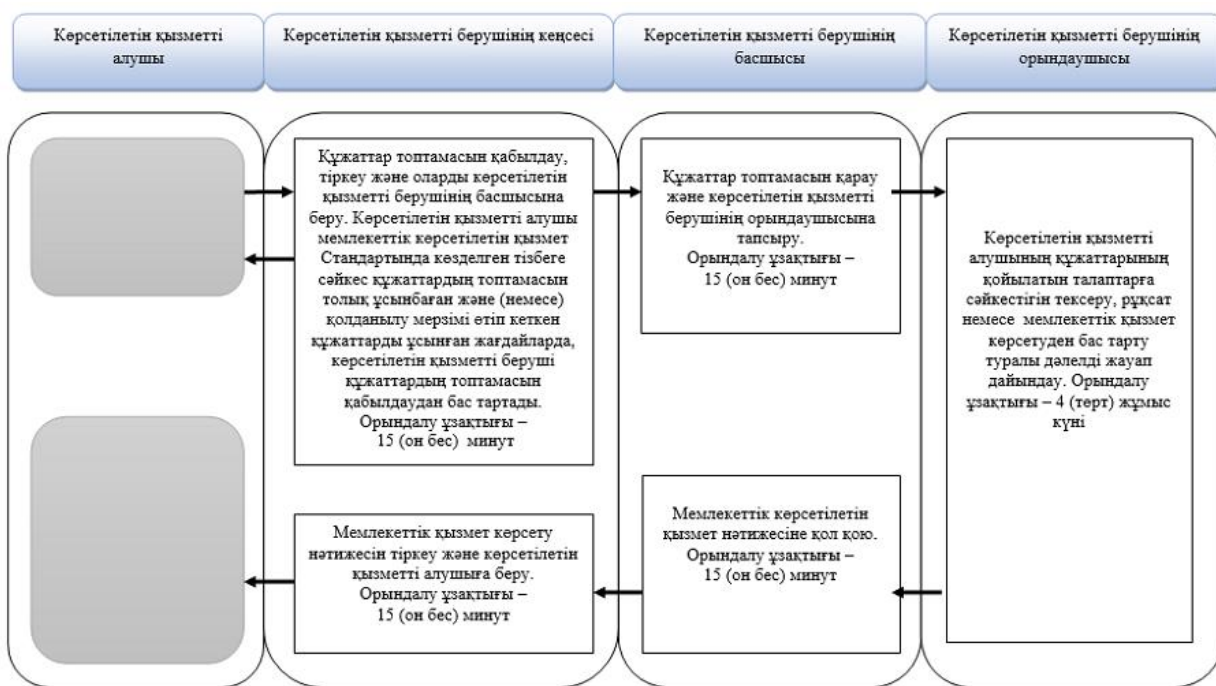 Көрсетілетін қызметті
алушы
Көрсетілетін қызметті берушінің кеңсесі
Көрсетілетін қызметті берушінің
басшысы
Көрсетілетін қызметті берушінің
орындаушысы
Құжаттар топтамасын қабылдау,
тіркеу және оларды көрсетілетін
қызметті берушінің басшысына
беру. Көрсетілетін қызметті алушы
мемлекеттік көрсетілетін қызмет
Стандартында көзделген тізбеге
сәйкес құжаттардың топтамасын
толық ұсынбаған және (немесе)
қолданылу мерзімі өтіп кеткен
құжаттарды ұсынған жағдайларда,
көрсетілетін қызметті беруші
құжаттардың топтамасын
қабылдаудан бас тартады.
Орындалу ұзақтығы –
15 (он бес) минут
Құжаттар топтамасын қарау
және көрсетілетін қызметті
берушінің орындаушысына
тапсыру.
Орындалу ұзақтығы –
15 (он бес) минут
Көрсетілетін қызметті
алушының құжаттарының
қойылатын талаптарға
сәйкестігін тексеру, рұқсат
немесе мемлекеттік қызмет
көрсетуден бас тарту
туралы дәлелді жауап
дайындау. Орындалу
ұзақтығы – 4 (төрт) жұмыс
күні
Мемлекеттік қызмет көрсету
нәтижесін тіркеу және көрсетілетін
қызметті алушыға беру.
Орындалу ұзақтығы –
15 (он бес) минут
Мемлекеттік көрсетілетін
қызмет нәтижесіне қол қою.
Орындалу ұзақтығы –
15 (он бес) минут